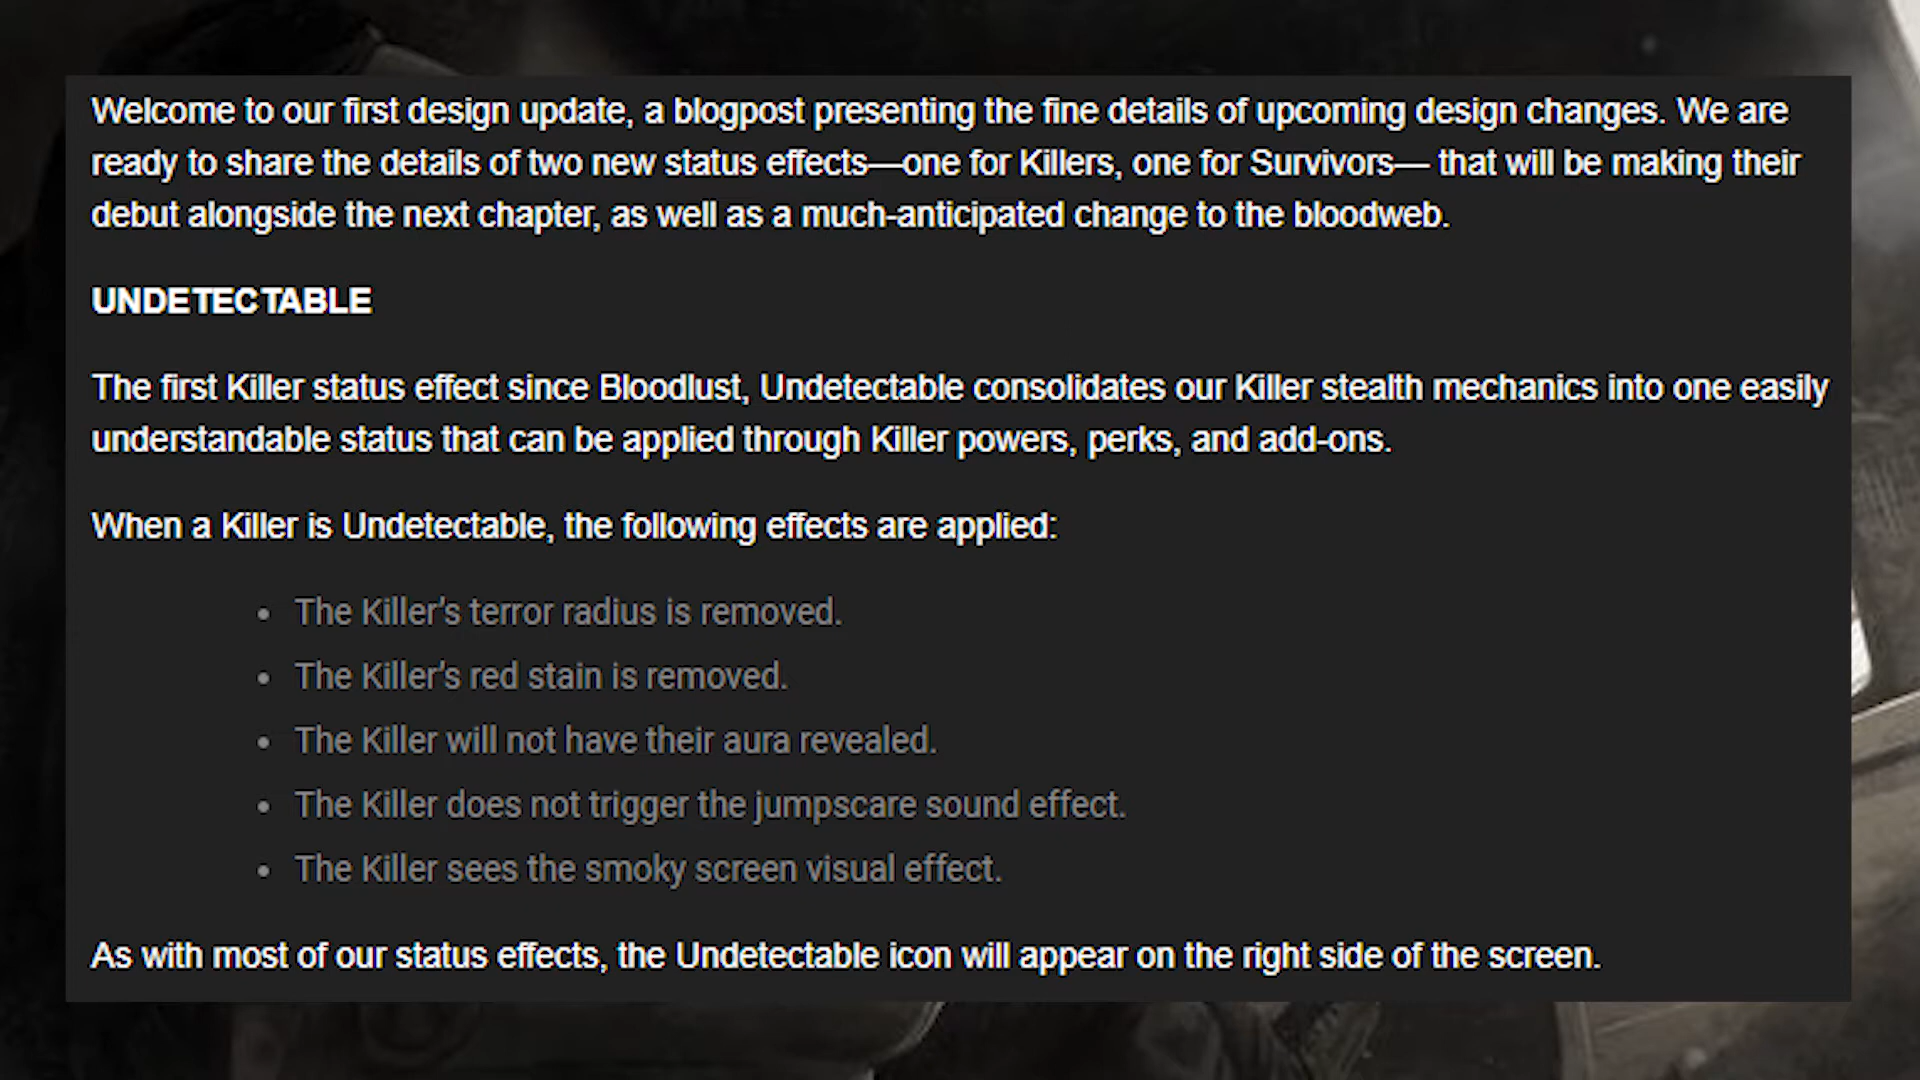 Welcome to our first design update, a blogpost presenting the fine details of upcoming design changes. We are
ready to share the details of two new status effects—one for Killers, one for Survivors— that will be making their
debut alongside the next chapter, as well as a much-anticipated change to the bloodweb.
UNDETECTABLE
The first Killer status effect since Bloodlust, Undetectable consolidates our Killer stealth mechanics into one easily
understandable status that can be applied through Killer powers, perks, and add-ons.
When a Killer is Undetectable, the following effects are applied:
• The Killer's terror radius is removed.
• The Killer's red stain is removed.
• The Killer will not have their aura revealed.
• The Killer does not trigger the jumpscare sound effect.
• The Killer sees the smoky screen visual effect.
As with most of our status effects, the Undetectable icon will appear on the right side of the screen.